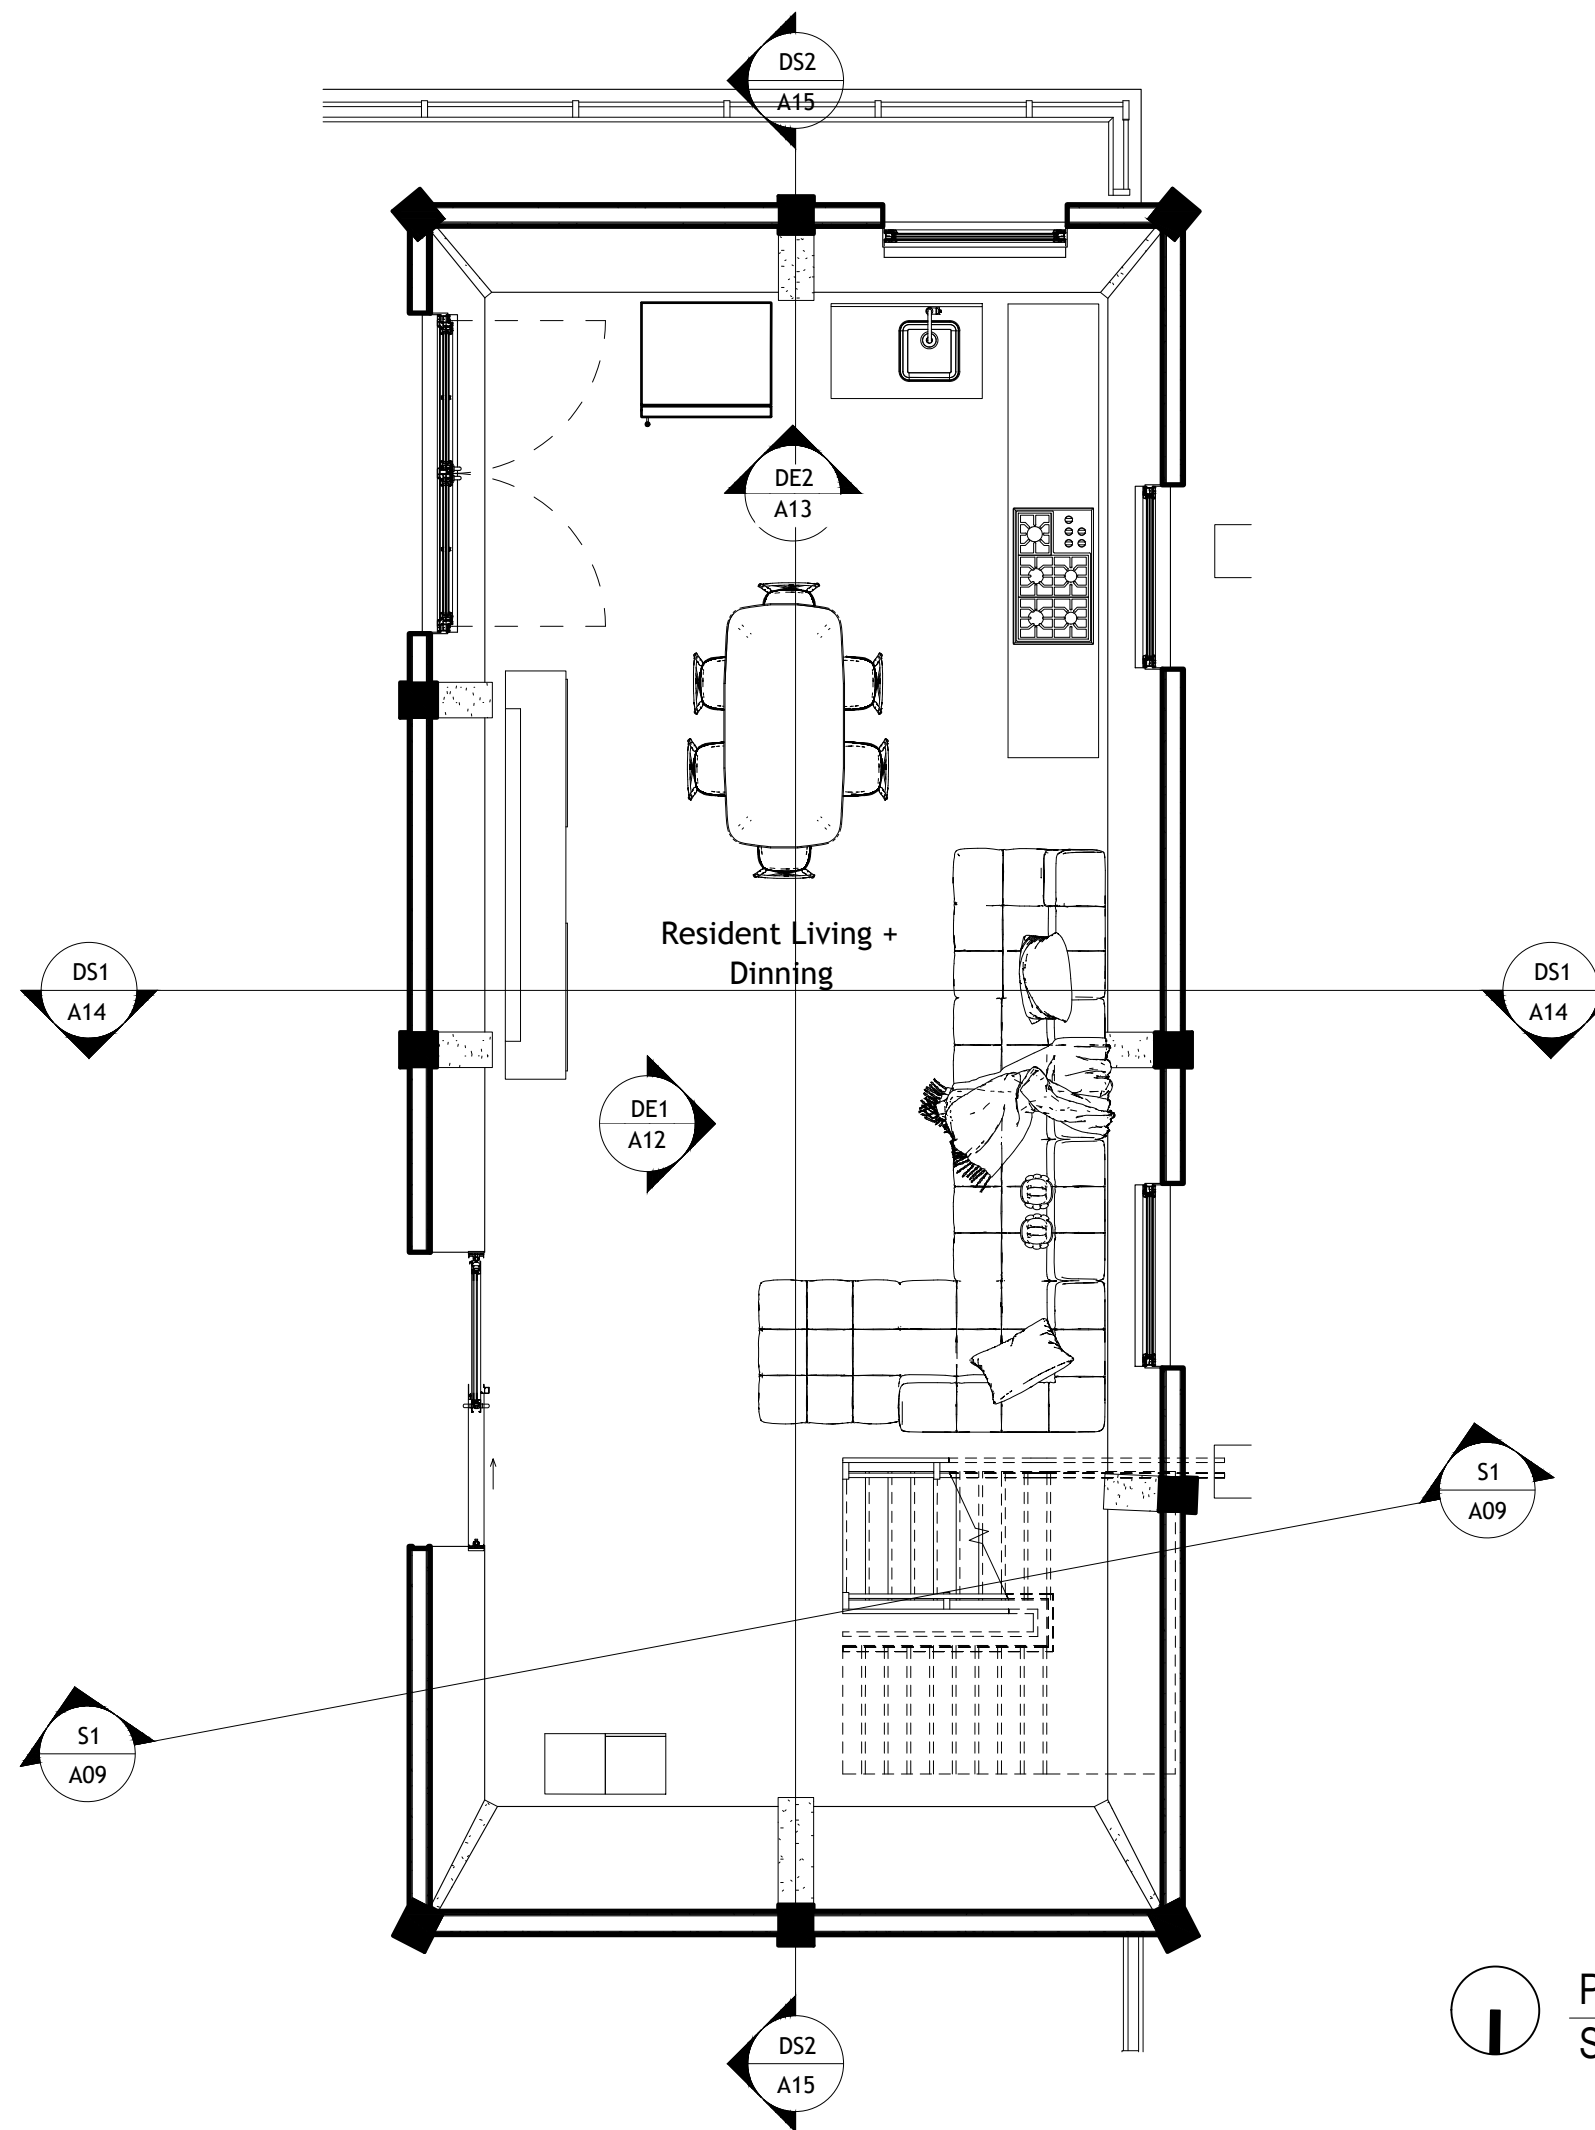 DS2
A15
DE2
A13
Resident Living +
Dinning
DS1
A14
DS1
A14
DE1
A12
S1
A09
S1
A09
P
S
DS2
A15